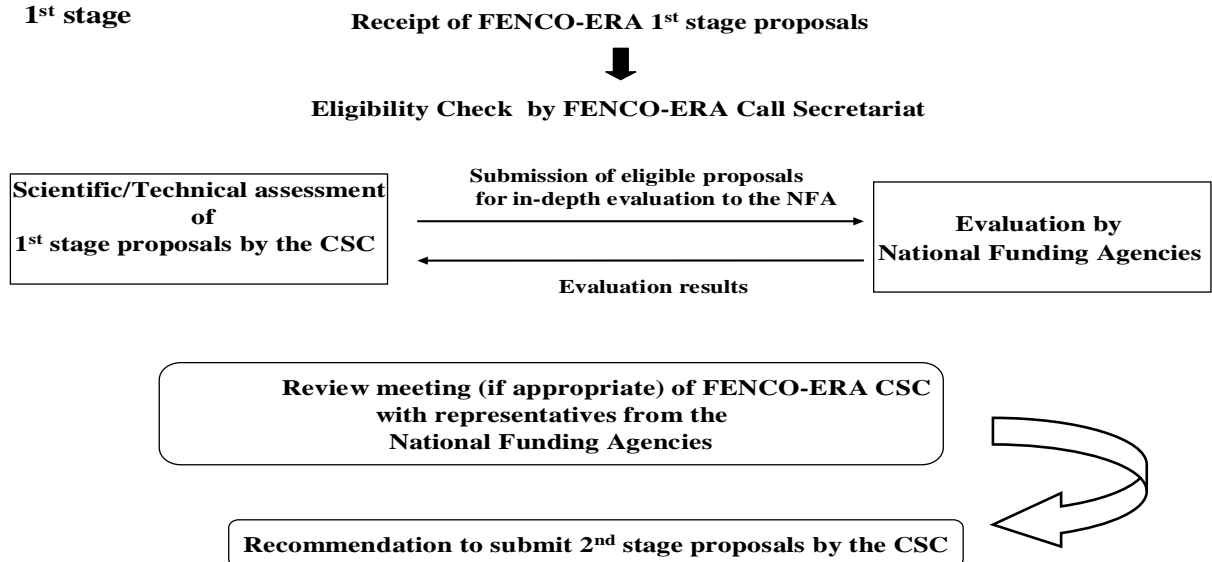 1st stage
Receipt of FENCO-ERA 1st stage proposals
Eligibility Check by FENCO-ERA Call Secretariat
Scientific/Technical assessment
of
1st stage proposals by the CSC
Submission of eligible proposals
for in-depth evaluation to the NFA
Evaluation results
Evaluation by
National Funding Agencies
Review meeting (if appropriate) of FENCO-ERA CSC
with representatives from the
National Funding Agencies
Recommendation to submit 2nd stage proposals by the CSC